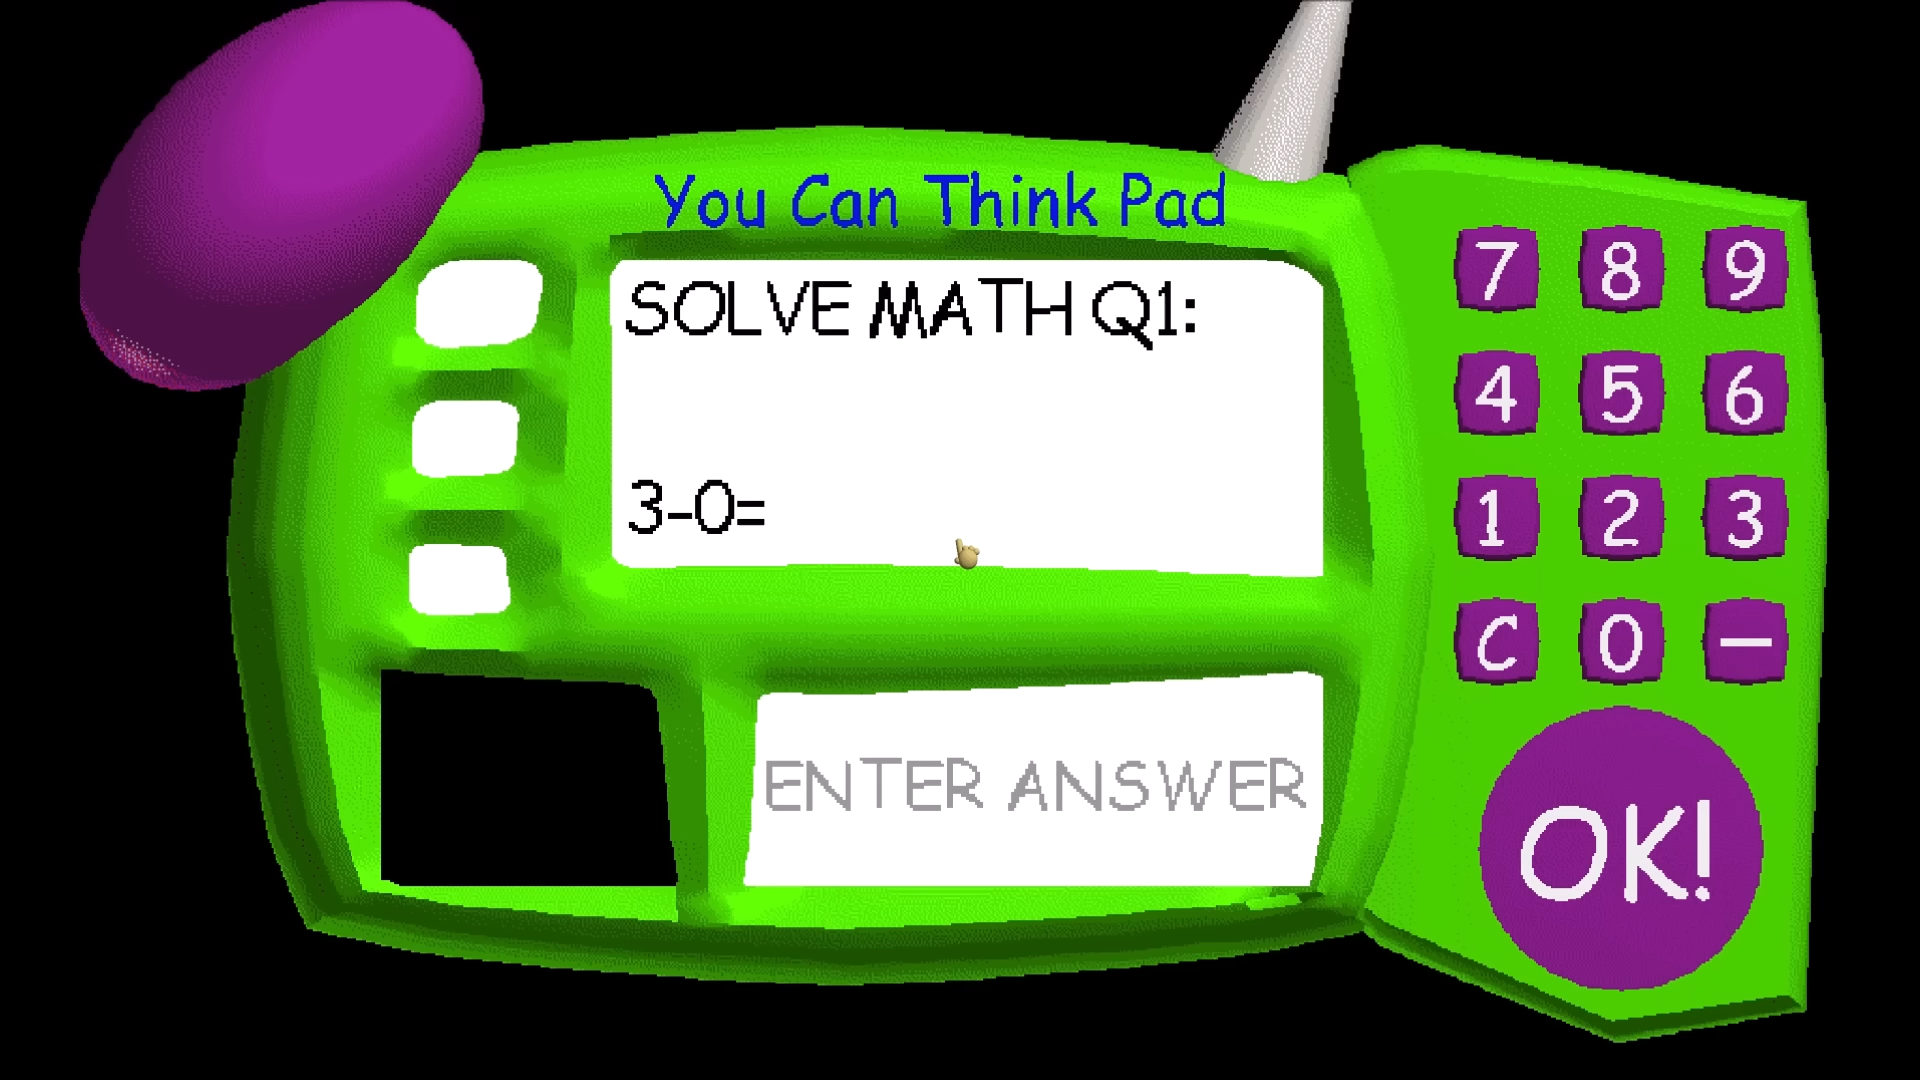 You Can Think Pad
SOLVE MATH Q1:
3-0=
7 8 9
4 5 6
1 2 3
C 0 −
ENTER ANSWER
OK!